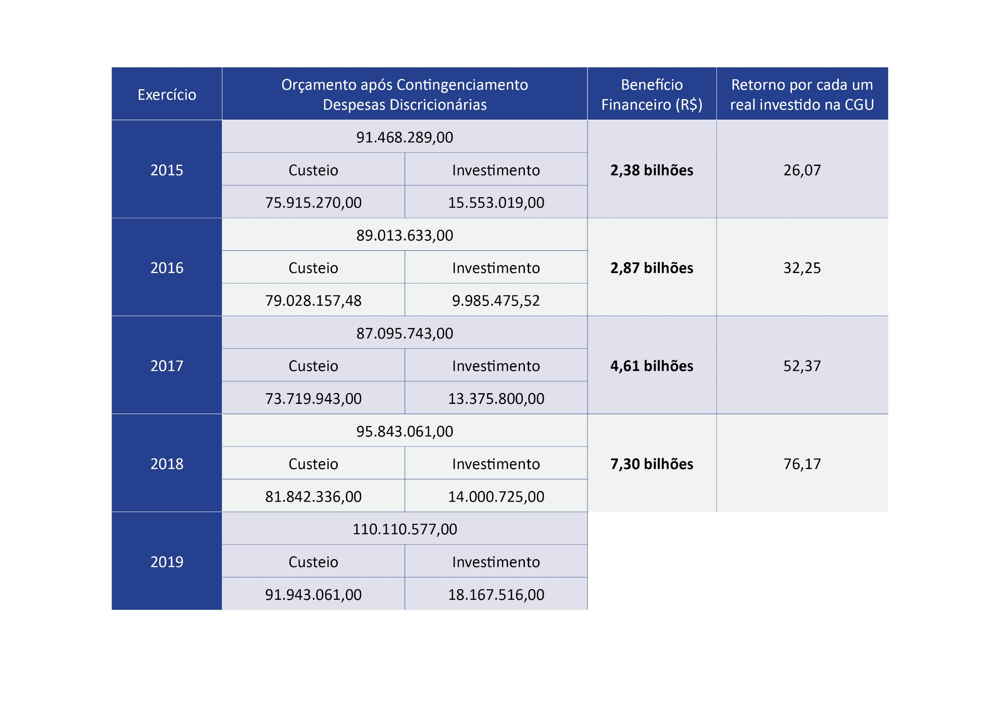 Exercício
Orçamento após Contingenciamento
Despesas Discricionárias
Benefício
Financeiro (R$)
Retorno por cada um
real investido na CGU
2015
91.468.289,00
Custeio
Investimento
75.915.270,00
15.553.019,00
2,38 bilhões
26,07
2016
89.013.633,00
Custeio
Investimento
79.028.157,48
9.985.475,52
2,87 bilhões
32,25
2017
87.095.743,00
Custeio
Investimento
73.719.943,00
13.375.800,00
4,61 bilhões
52,37
2018
95.843.061,00
Custeio
Investimento
81.842.336,00
14.000.725,00
7,30 bilhões
76,17
2019
110.110.577,00
Custeio
Investimento
91.943.061,00
18.167.516,00